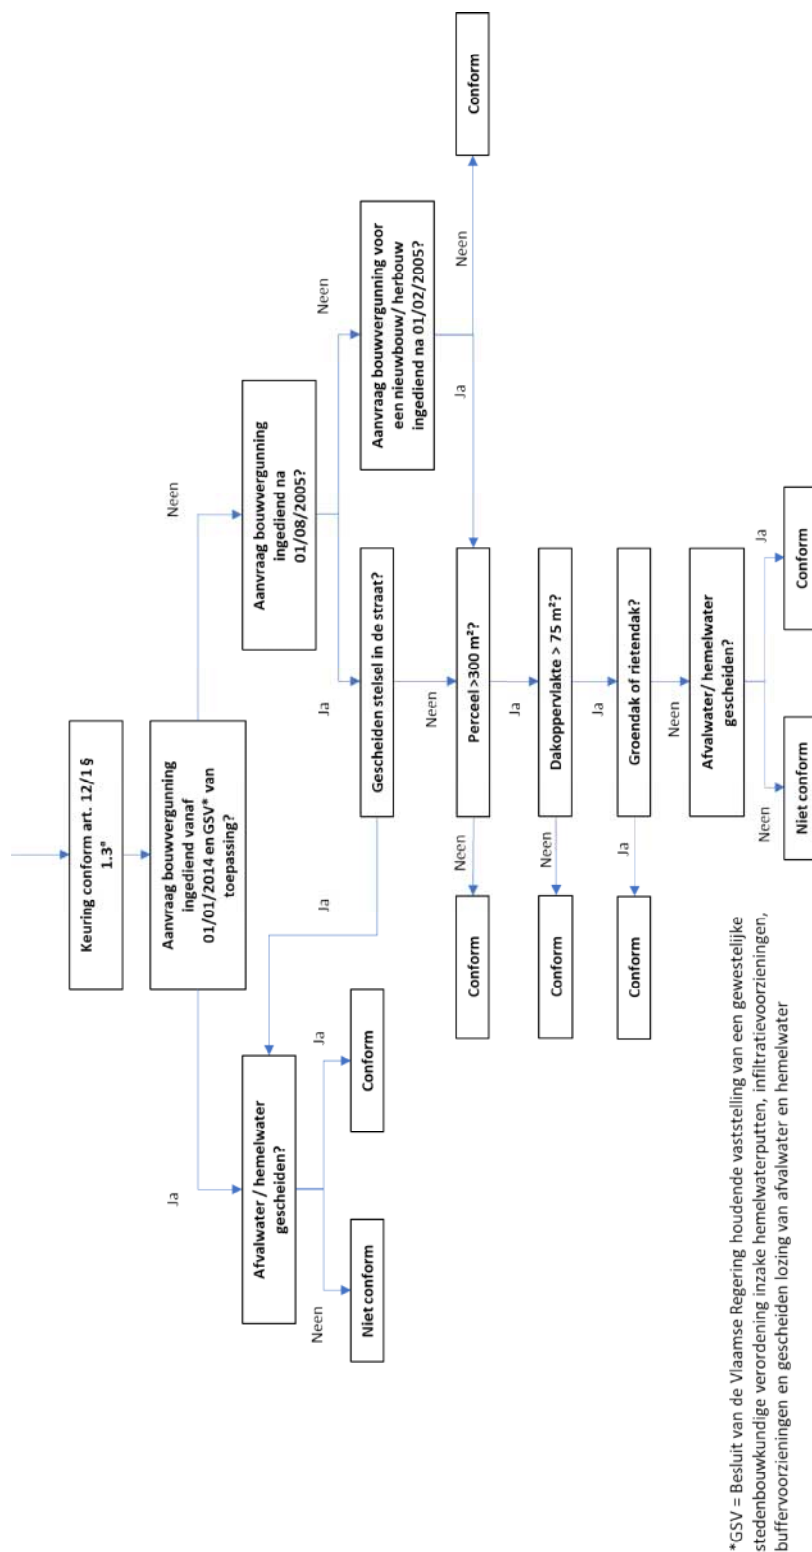 Keuring conform art. 12/1 §
1.3°
Aanvraag bouwvergunning
ingediend vanaf
01/01/2014 en GSV* van
toepassing?
Ja
Neen
Afvalwater / hemelwater
gescheiden?
Neen
Ja
Niet conform
Conform
Aanvraag bouwvergunning
ingediend na
01/08/2005?
Ja
Neen
Gescheiden stelsel in de straat?
Ja
Neen
Aanvraag bouwvergunning voor
een nieuwbouw/ herbouw
ingediend na 01/02/2005?
Ja
Neen
Conform
Perceel >300 m²?
Neen
Ja
Conform
Dakoppervlakte > 75 m²?
Neen
Ja
Conform
Groendak of rietendak?
Ja
Neen
Conform
Afvalwater/ hemelwater
gescheiden?
Neen
Ja
Niet conform
Conform
*GSV = Besluit van de Vlaamse Regering houdende vaststelling van een gewestelijke
stedenbouwkundige verordening inzake hemelwaterputten, infiltratievoorzieningen,
buffervoorzieningen en gescheiden lozing van afvalwater en hemelwater